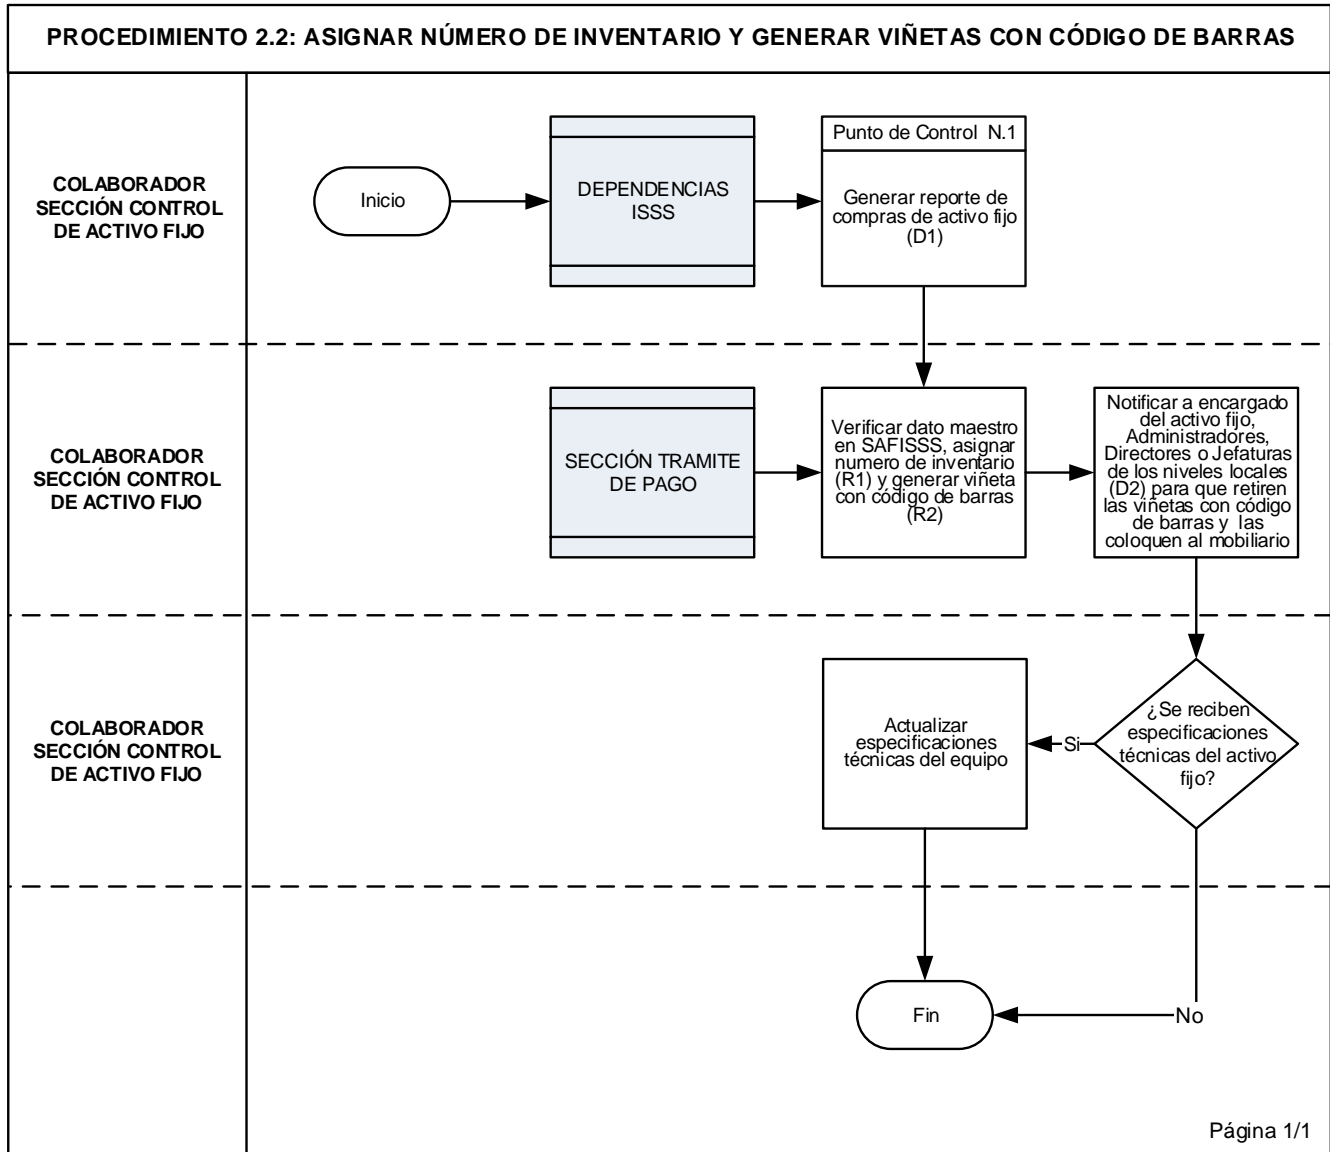 PROCEDIMIENTO 2.2: ASIGNAR NÚMERO DE INVENTARIO Y GENERAR VIÑETAS CON CÓDIGO DE BARRAS
COLABORADOR
SECCIÓN CONTROL
DE ACTIVO FIJO
Inicio
DEPENDENCIAS
ISSS
Punto de Control N.1
Generar reporte de
compras de activo fijo
(D1)
COLABORADOR
SECCIÓN CONTROL
DE ACTIVO FIJO
SECCIÓN TRAMITE
DE PAGO
Verificar dato maestro
en SAFISSS, asignar
numero de inventario
(R1) y generar viñeta
con código de barras
(R2)
Notificar a encargado
del activo fijo,
Administradores,
Directores o Jefaturas
de los niveles locales
(D2) para que retiren
las viñetas con código
de barras y las
coloquen al mobiliario
COLABORADOR
SECCIÓN CONTROL
DE ACTIVO FIJO
Actualizar
especificaciones
técnicas del equipo
Si
¿Se reciben
especificaciones
técnicas del activo
fijo?
Fin
No
Página 1/1